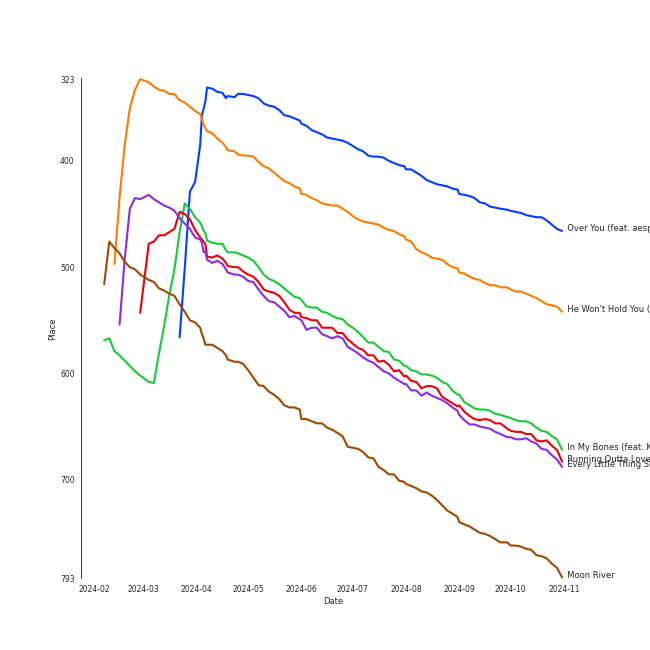 323
400
500
600
700
793
Place
2024-02
2024-03
2024-04
2024-05
2024-06
2024-07
2024-08
2024-09
2024-10
2024-11
Date
Over You (feat. aesp
He Won't Hold You (
In My Bones (feat. K
Running Outta Love
Every Little Thing S
Moon River